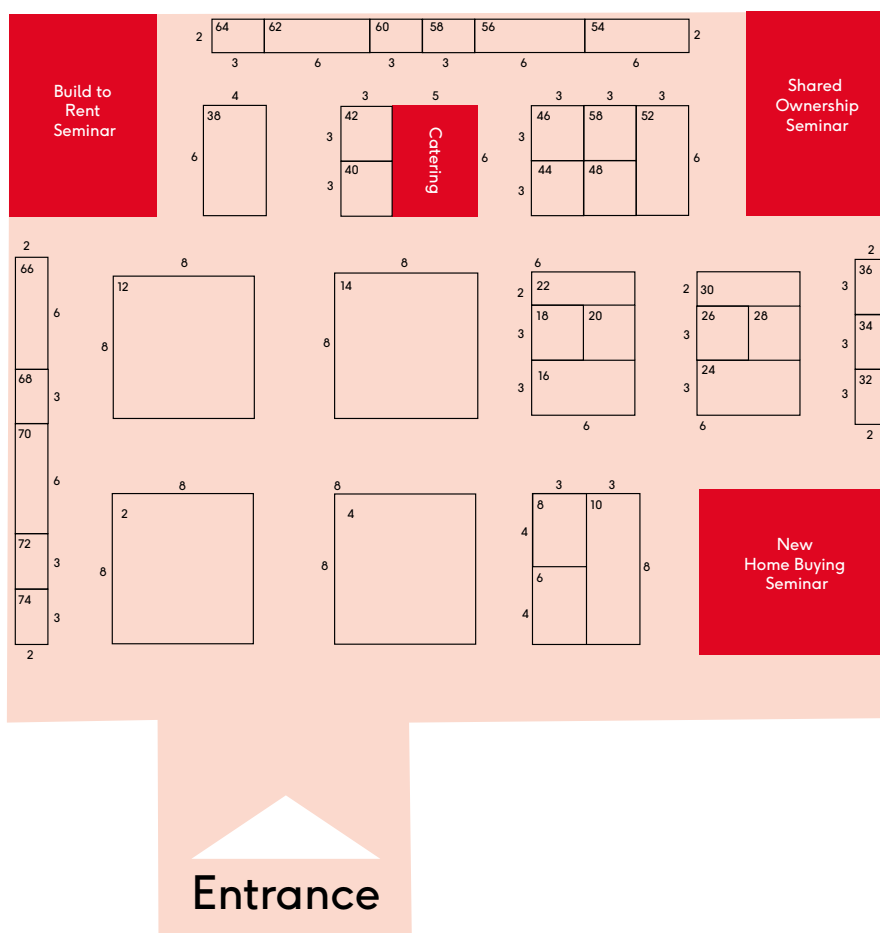 64 62 60 58 56 54
2 2
3 6 3 3 6 6
Build to
Rent
Seminar
Shared
Ownership
Seminar
4 3 5 3 3 3
38 42 46 58 52
3 3
6 Catering 6 6
40 44 48
3 3
2 8 8 6 2
66 12 14 22 30 36
2 2 3
6 18 20 26 28
8 8 3 3 34
3
68 16 24 32
3 3 3 3
70 6 6 2
6
8 8 3 3
2 4 8 10
4
72 New
Home Buying
Seminar
3 8 8 6 8
74 4
3
2
Entrance